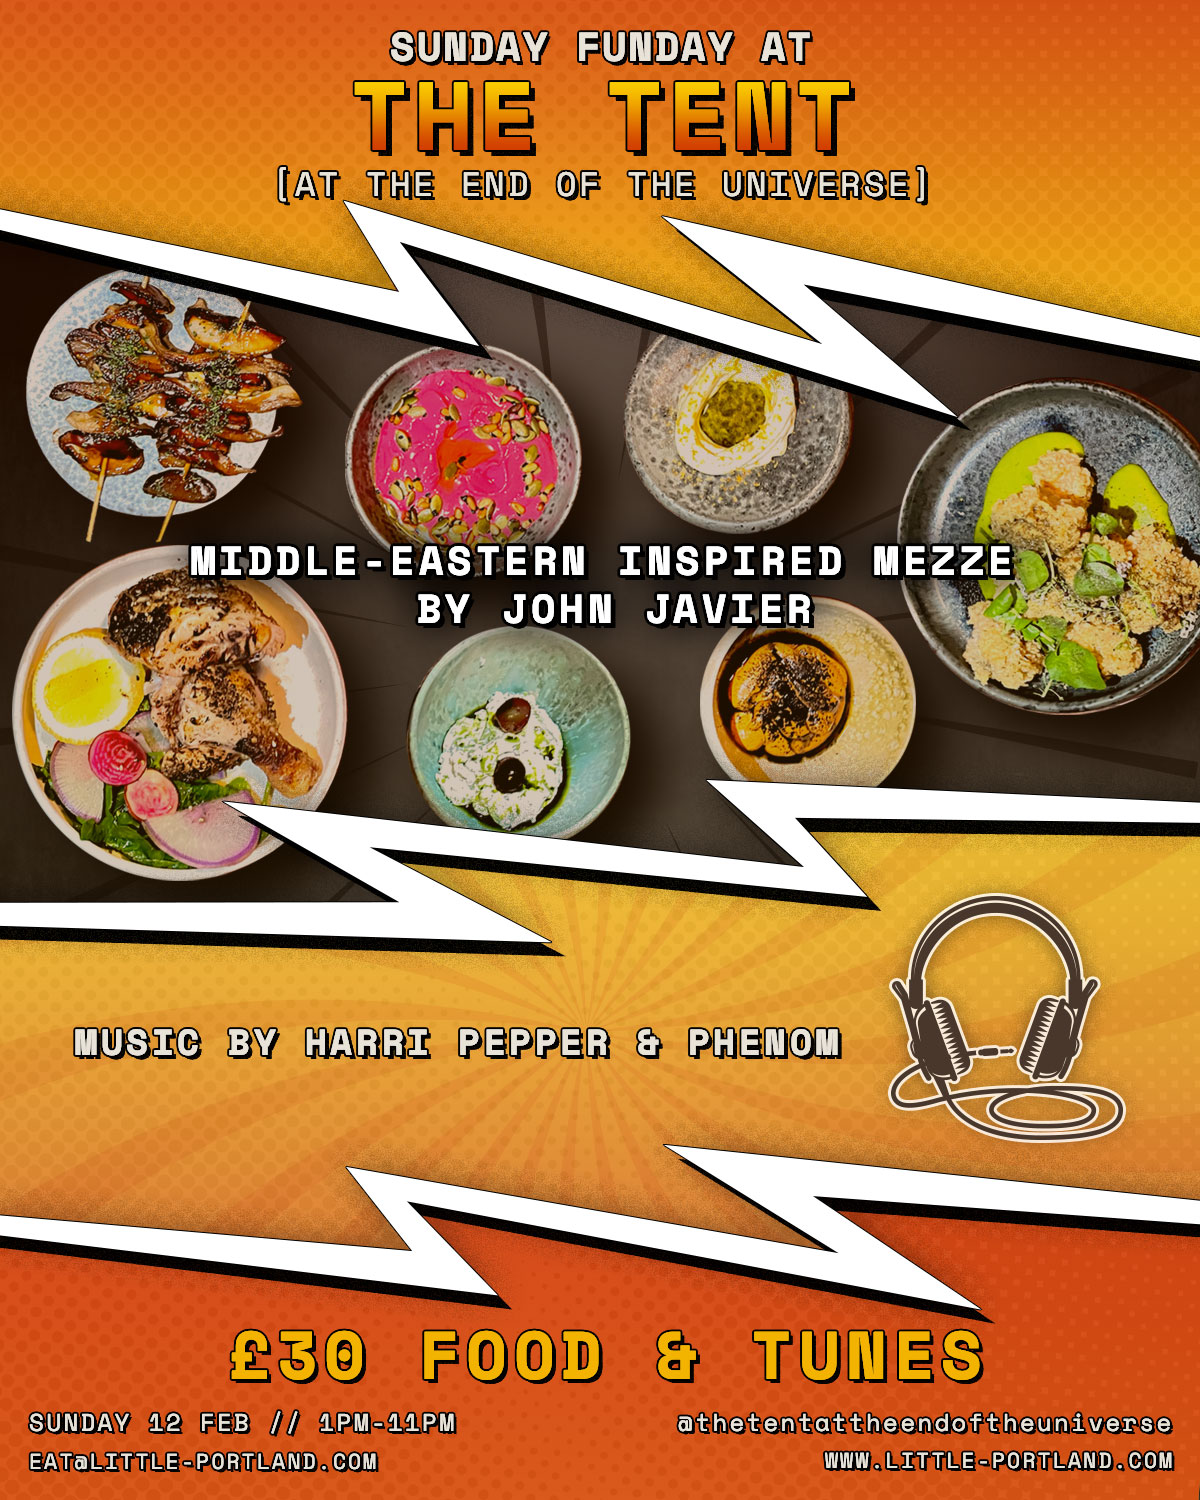 SUNDAY FUNDAY AT
THE TENT
[AT THE END OF THE UNIVERSE]
MIDDLE-EASTERN INSPIRED MEZZE
BY JOHN JAVIER
MUSIC BY HARRI PEPPER & PHENOM
£30 FOOD & TUNES
SUNDAY 12 FEB // 1PM-11PM
EAT@LITTLE-PORTLAND.COM
@thetentattheendoftheuniverse
WWW.LITTLE-PORTLAND.COM